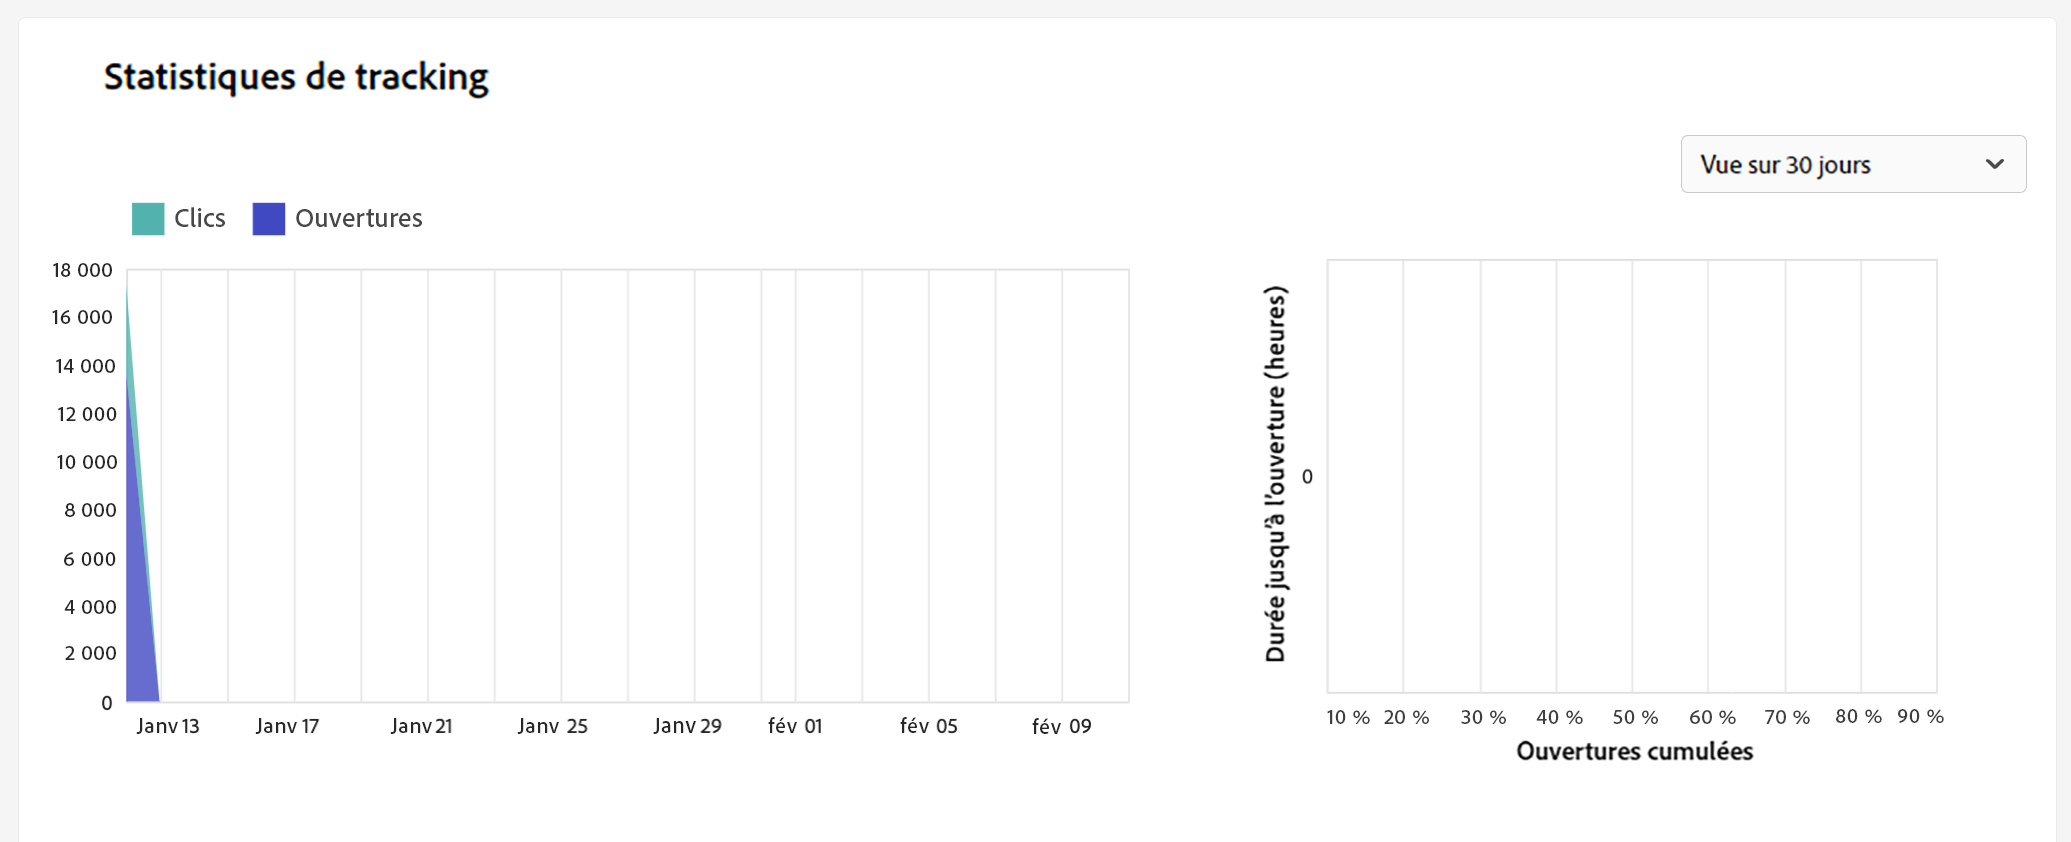 Statistiques de tracking
Vue sur 30 jours
Clics Ouvertures
18 000
16 000
14 000
12 000
10 000
8 000
6 000
4 000
2 000
0
Janv 13 Janv 17 Janv 21 Janv 25 Janv 29 fév 01 fév 05 fév 09
Durée jusqu'à l'ouverture (heures)
0
10 % 20 % 30 % 40 % 50 % 60 % 70 % 80 % 90 %
Ouvertures cumulées